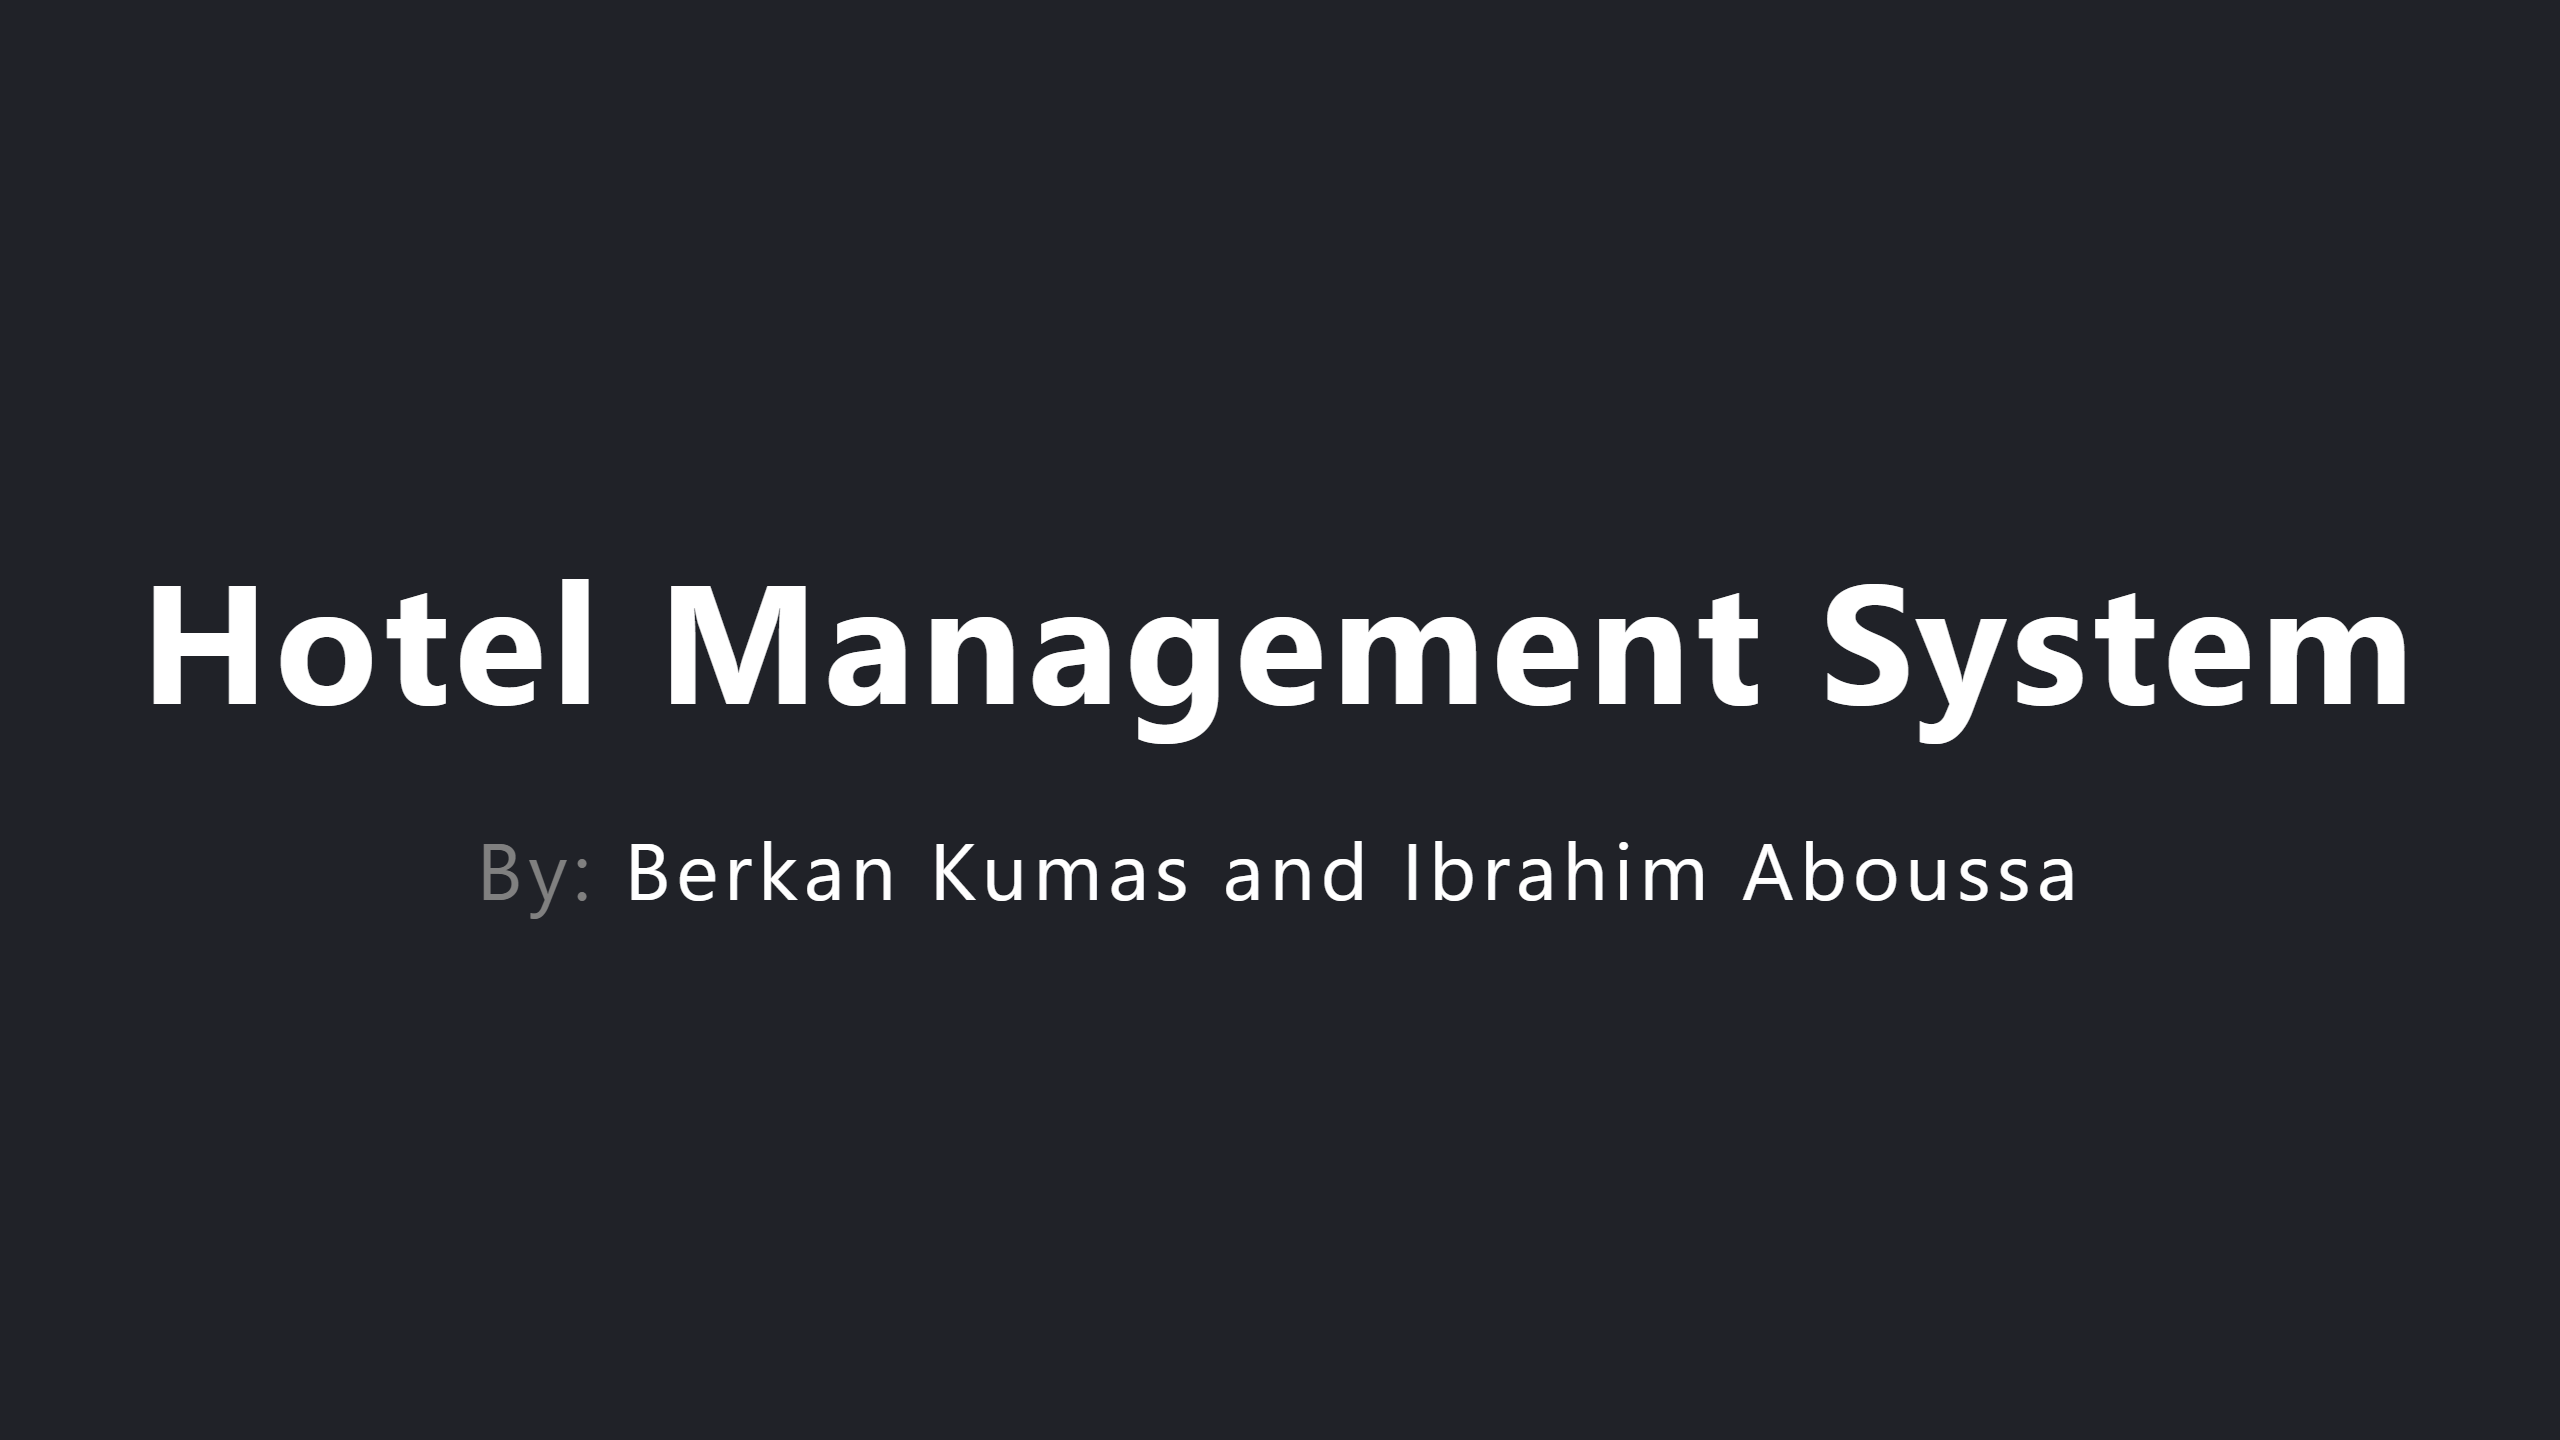 Hotel Management System
By: Berkan Kumas and Ibrahim Aboussa